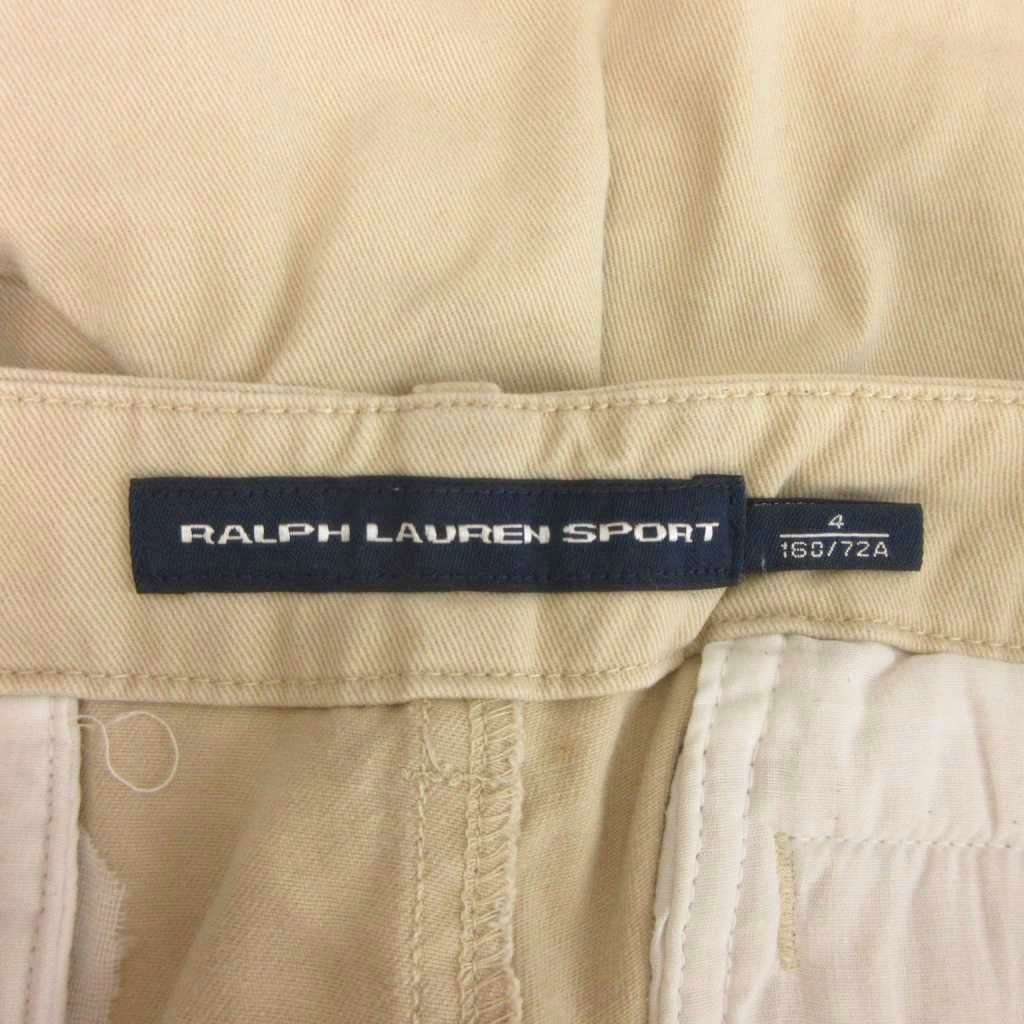 RALPH LAUREN SPORT
4
160/72A